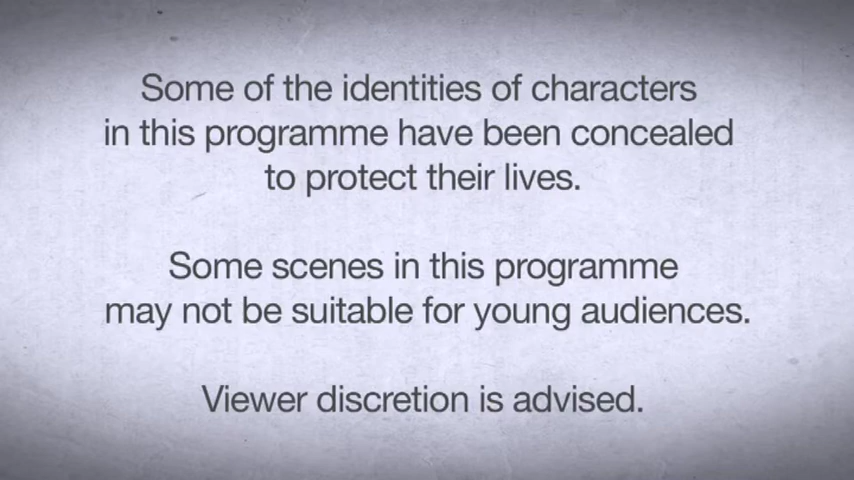 Some of the identities of characters
in this programme have been concealed
to protect their lives.
Some scenes in this programme
may not be suitable for young audiences.
Viewer discretion is advised.